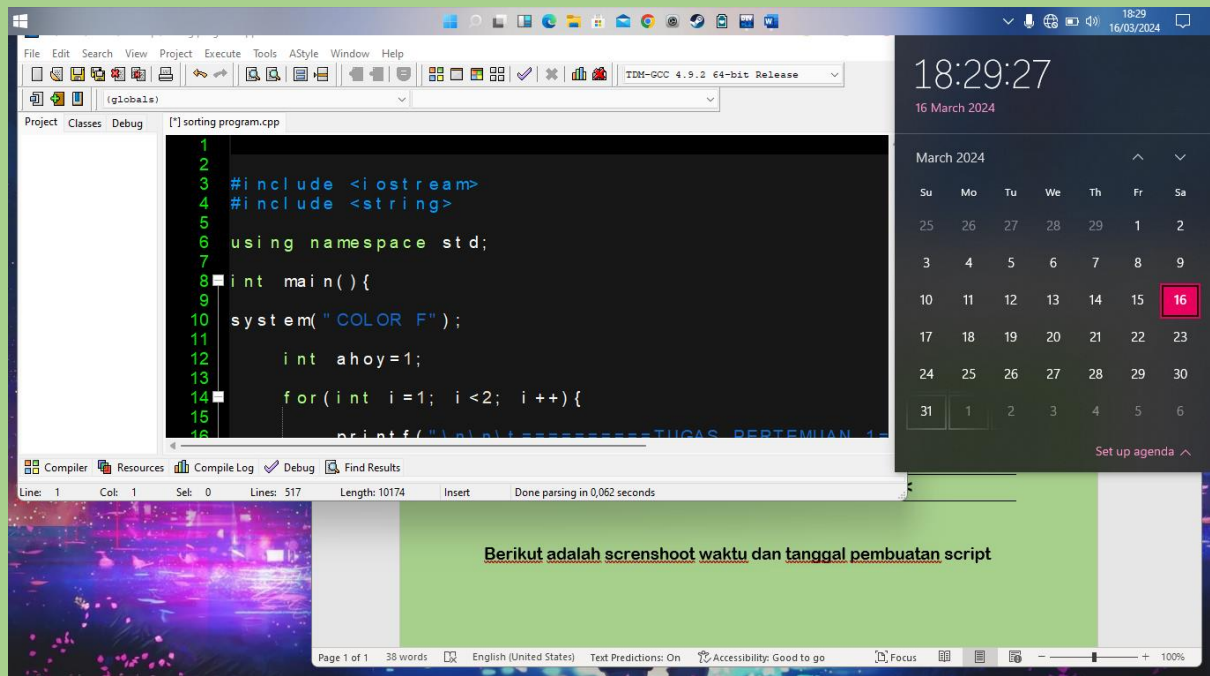 18:29
16/03/2024
File Edit Search View Project Execute Tools AStyle Window Help
TDM-GCC 4.9.2 64-bit Release
(globals)
Project Classes Debug
[*] sorting program.cpp
1
2
3 #include <iostream>
4 #include <string>
5
6 using namespace std;
7
8 int main(){
9
10 system("COLOR F");
11
12 int ahoy=1;
13
14 for(int i=1; i<2; i++){
15
16 printf("\n\n\t==========TUGAS PERTEMUAN 1=
Compiler Resources Compile Log Debug Find Results
Line: 1 Col: 1 Sel: 0 Lines: 517 Length: 10174 Insert Done parsing in 0,062 seconds
18:29:27
16 March 2024
March 2024
Su Mo Tu We Th Fr Sa
25 26 27 28 29 1 2
3 4 5 6 7 8 9
10 11 12 13 14 15 16
17 18 19 20 21 22 23
24 25 26 27 28 29 30
31 1 2 3 4 5 6
Set up agenda
Berikut adalah screnshoot waktu dan tanggal pembuatan script
Page 1 of 1 38 words English (United States) Text Predictions: On Accessibility: Good to go Focus 100%